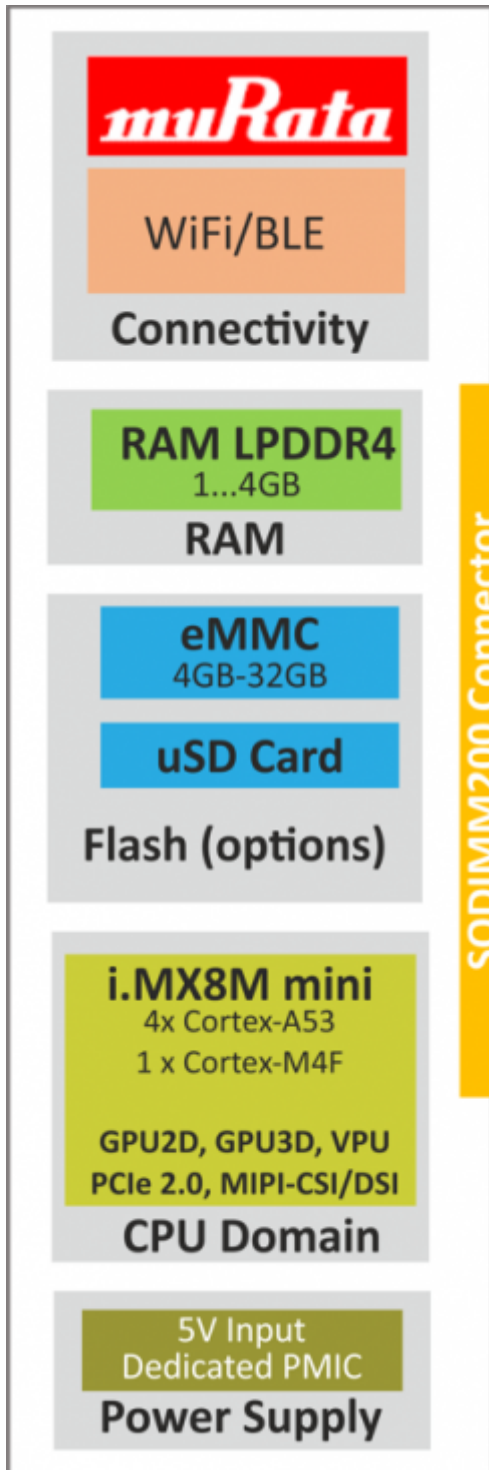 muRata
WiFi/BLE
Connectivity
RAM LPDDR4
1...4GB
RAM
eMMC
4GB-32GB
uSD Card
Flash (options)
i.MX8M mini
4x Cortex-A53
1 x Cortex-M4F
GPU2D, GPU3D, VPU
PCIe 2.0, MIPI-CSI/DSI
CPU Domain
5V Input
Dedicated PMIC
Power Supply
SODIMM200 Connector